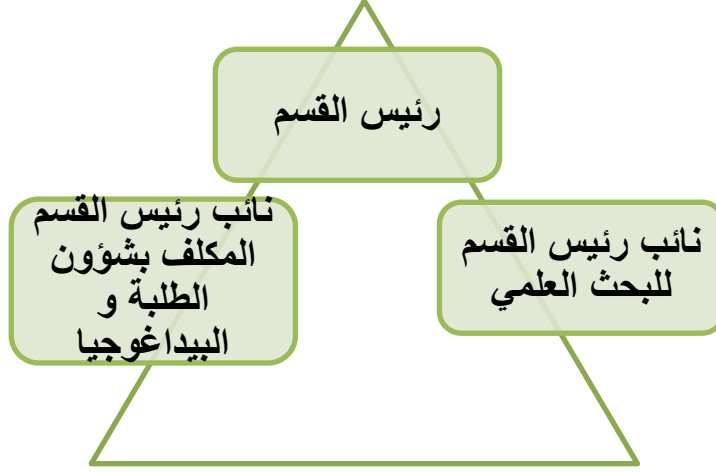 رئيس القسم
نائب رئيس القسم
للبحث العلمي
نائب رئيس القسم
المكلف بشؤون
الطلبة و
البيداغوجيا